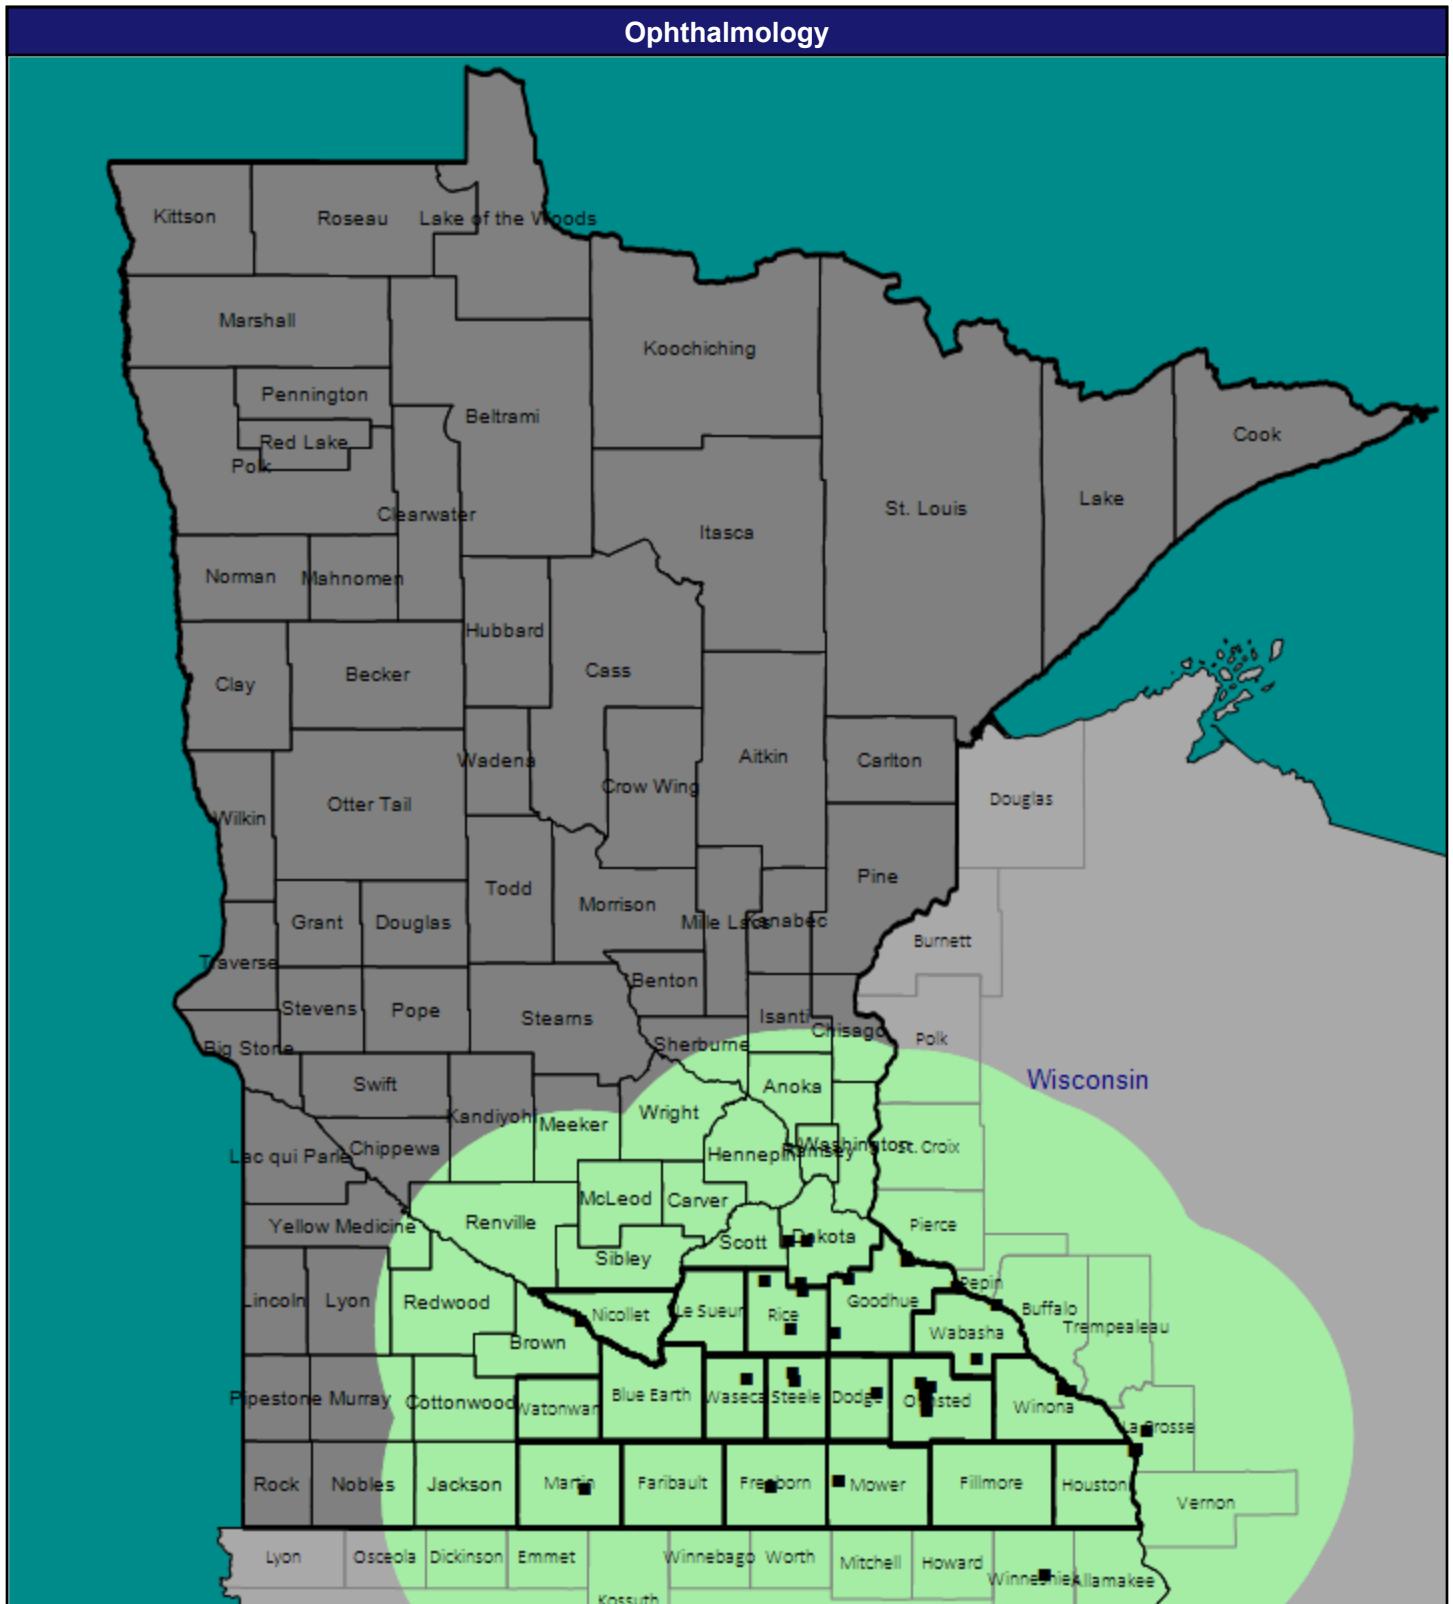 Ophthalmology
Kittson
Roseau
Lake of the Woods
Marshall
Koochiching
Pennington
Beltrami
Red Lake
Polk
Cook
Clearwater
St. Louis
Lake
Itasca
Norman
Mahnomen
Hubbard
Cass
Clay
Becker
Wadena
Aitkin
Carlton
Crow Wing
Otter Tail
Wilkin
Douglas
Todd
Pine
Morrison
Grant
Douglas
Mille Lacs
Kanabec
Burnett
Traverse
Benton
Stevens
Pope
Stearns
Isanti
Chisago
Polk
Big Stone
Sherburne
Swift
Anoka
Wisconsin
Kandiyohi
Meeker
Wright
Lac qui Parle
Chippewa
Hennepin
Ramsey
Washington
St. Croix
McLeod
Carver
Yellow Medicine
Renville
Scott
Dakota
Pierce
Sibley
Lincoln
Lyon
Redwood
Nicollet
Le Sueur
Rice
Goodhue
Pepin
Buffalo
Trempealeau
Brown
Wabasha
Pipestone
Murray
Cottonwood
Watonwan
Blue Earth
Waseca
Steele
Dodge
Olmsted
Winona
La Crosse
Rock
Nobles
Jackson
Martin
Faribault
Freeborn
Mower
Fillmore
Houston
Vernon
Lyon
Osceola
Dickinson
Emmet
Winnebago
Worth
Mitchell
Howard
Winneshiek
Allamakee
Kossuth